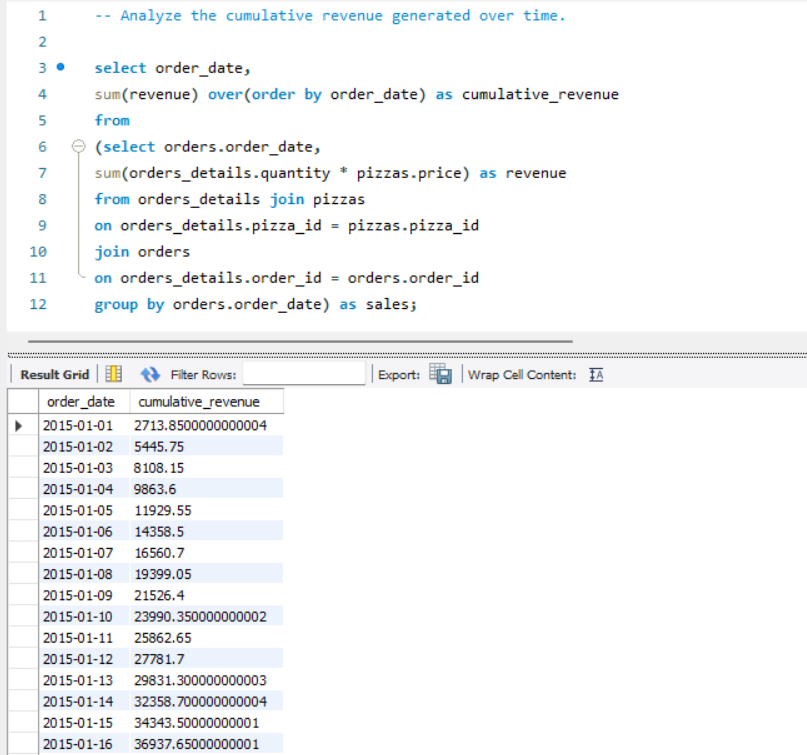 1 -- Analyze the cumulative revenue generated over time.
2
3 select order_date,
4 sum(revenue) over(order by order_date) as cumulative_revenue
5 from
6 (select orders.order_date,
7 sum(orders_details.quantity * pizzas.price) as revenue
8 from orders_details join pizzas
9 on orders_details.pizza_id = pizzas.pizza_id
10 join orders
11 on orders_details.order_id = orders.order_id
12 group by orders.order_date) as sales;
Result Grid Filter Rows: Export: Wrap Cell Content: IA
order_date cumulative_revenue
2015-01-01 2713.8500000000004
2015-01-02 5445.75
2015-01-03 8108.15
2015-01-04 9863.6
2015-01-05 11929.55
2015-01-06 14358.5
2015-01-07 16560.7
2015-01-08 19399.05
2015-01-09 21526.4
2015-01-10 23990.350000000002
2015-01-11 25862.65
2015-01-12 27781.7
2015-01-13 29831.300000000003
2015-01-14 32358.700000000004
2015-01-15 34343.50000000001
2015-01-16 36937.65000000001